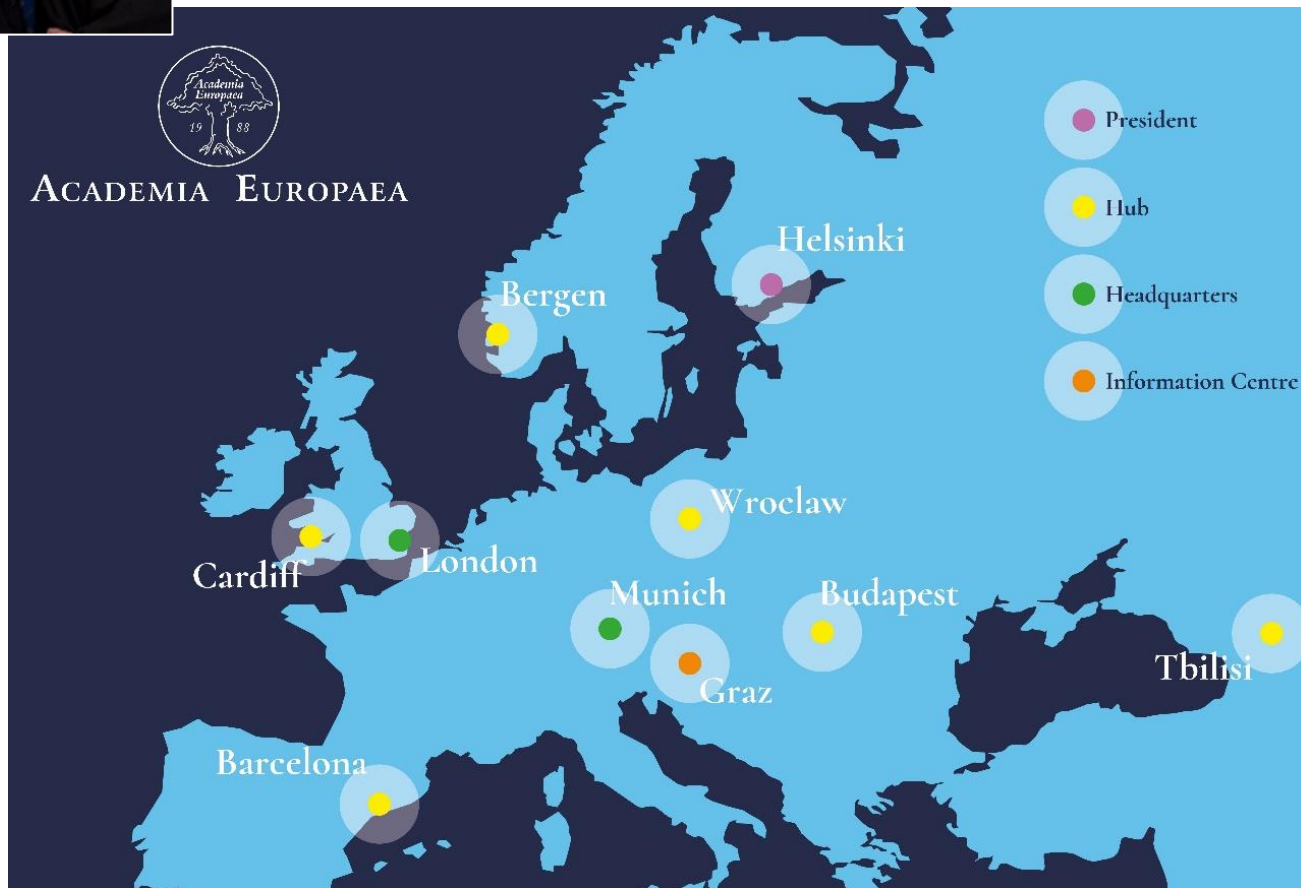 Academia
Europaea
19 88
ACADEMIA EUROPAEA
President
Hub
Headquarters
Information Centre
Helsinki
Bergen
Wroclaw
Cardiff
London
Munich
Budapest
Graz
Tbilisi
Barcelona